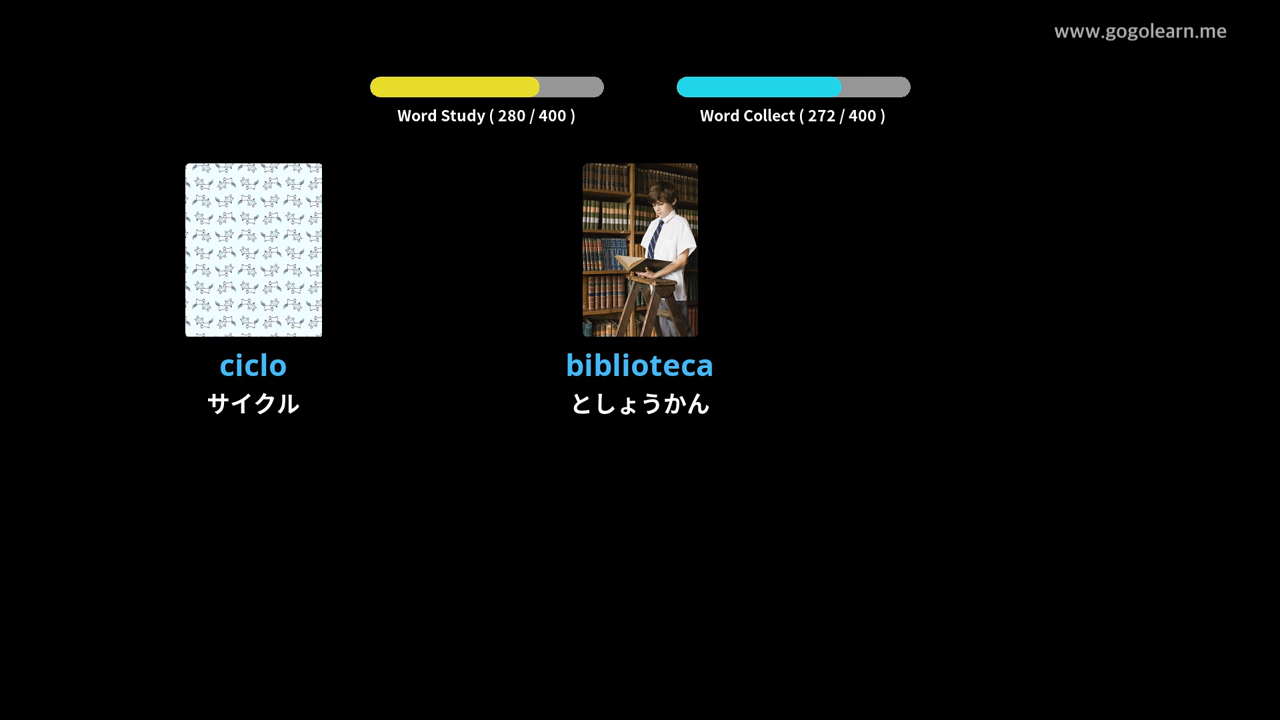 www.gogolearn.me
Word Study ( 280 / 400 )
Word Collect ( 272 / 400 )
ciclo
サイクル
biblioteca
としょうかん